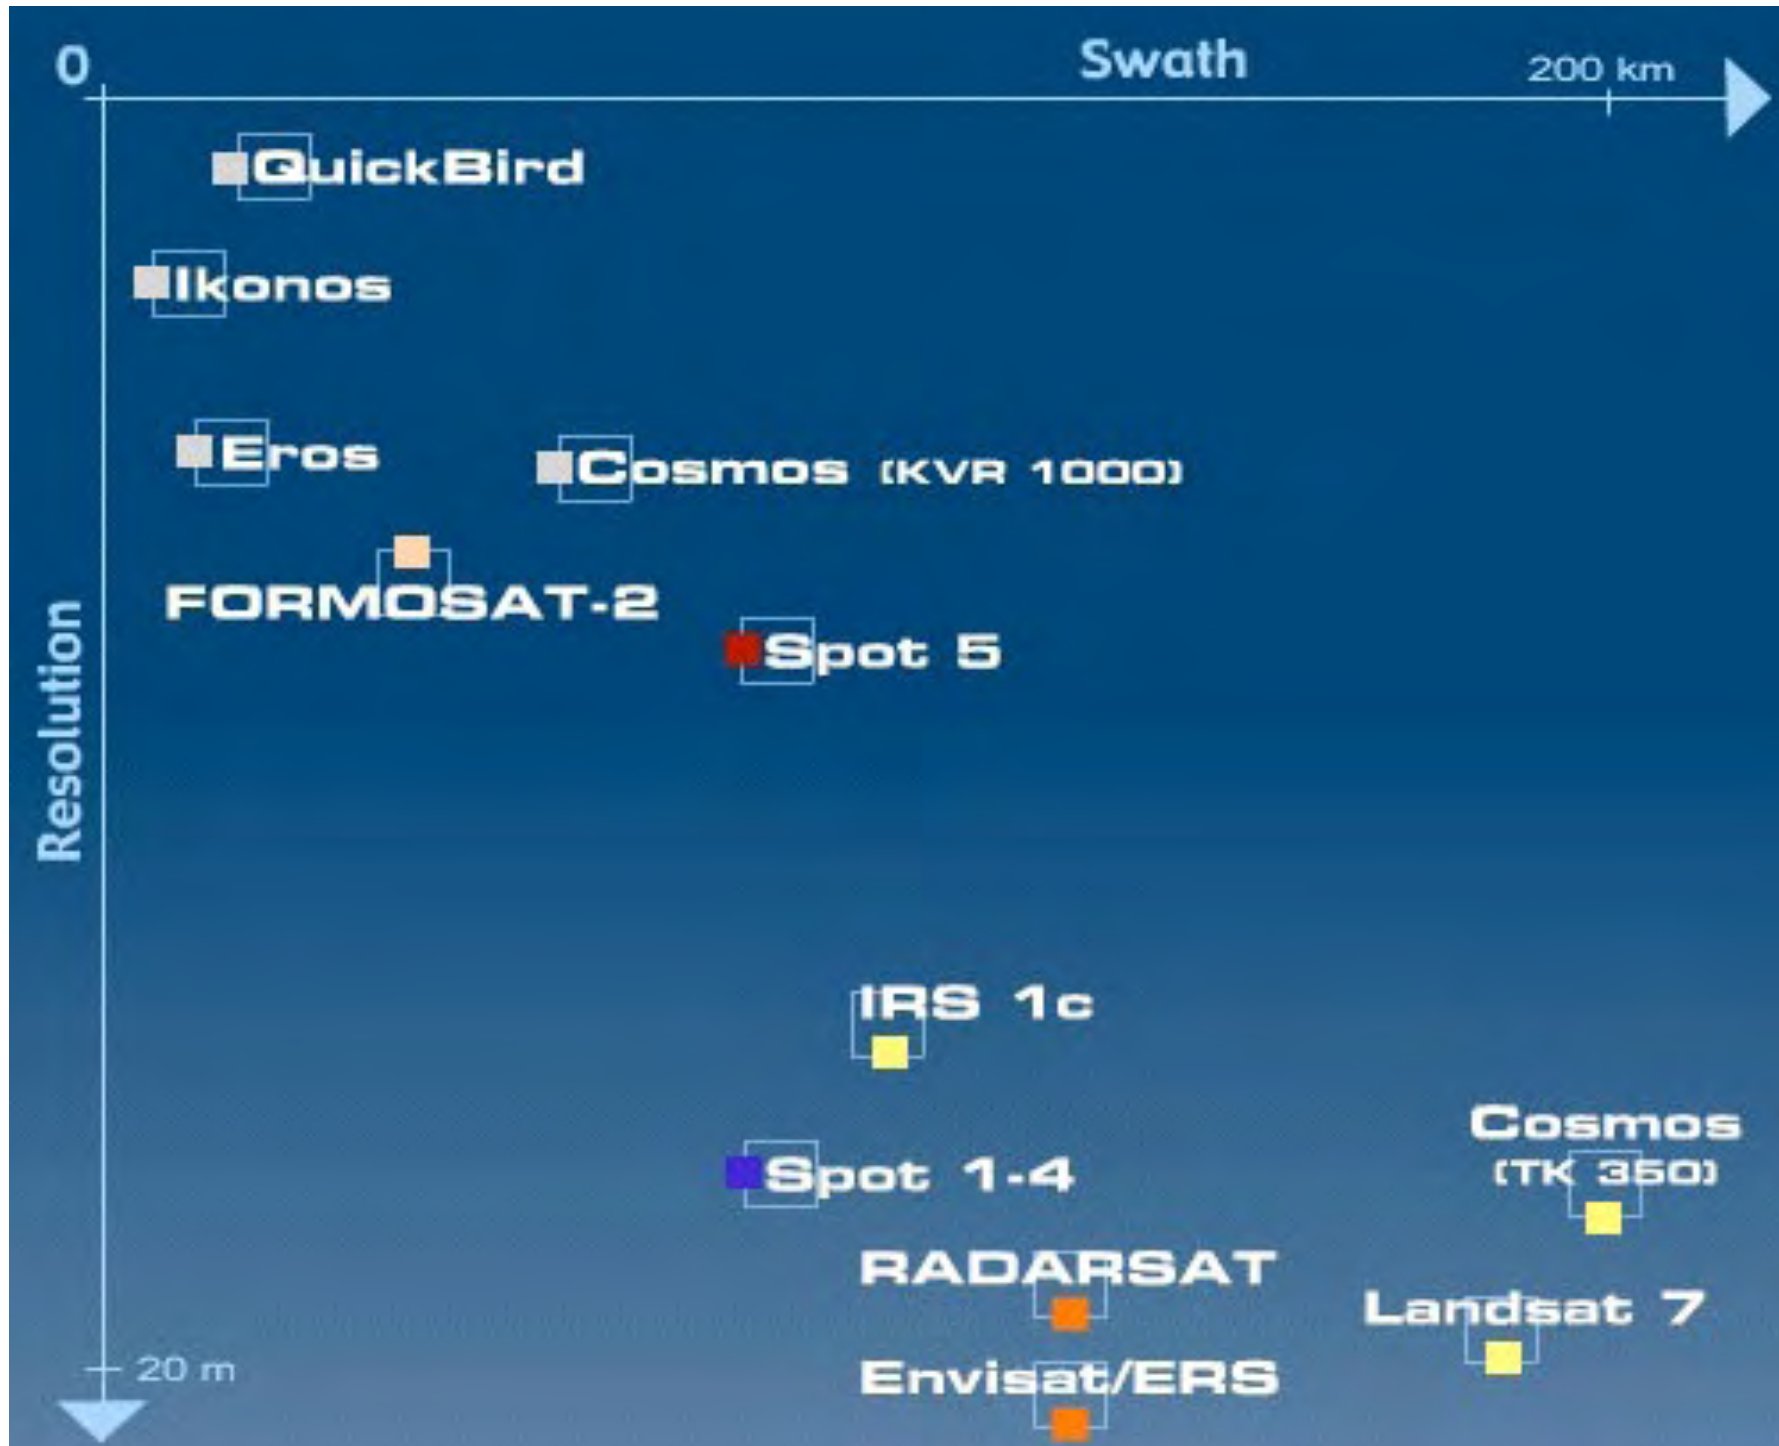 0
Swath
200 km
QuickBird
Ikonos
Eros
Cosmos (KVR 1000)
FORMOSAT-2
Spot 5
Resolution
IRS 1c
Cosmos
(TK 350)
Spot 1-4
RADARSAT
Landsat 7
Envisat/ERS
20 m